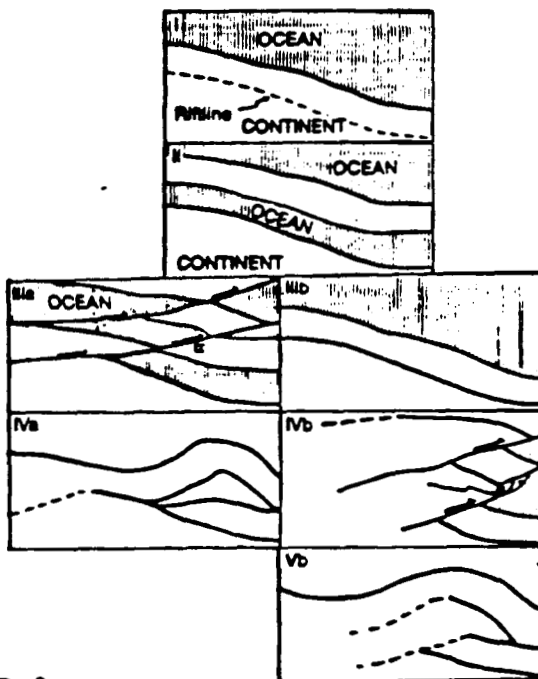 I
OCEAN
Riftline
CONTINENT
II
OCEAN
OCEAN
CONTINENT
IIIa
OCEAN
IIIb
IVa
IVb
Vb